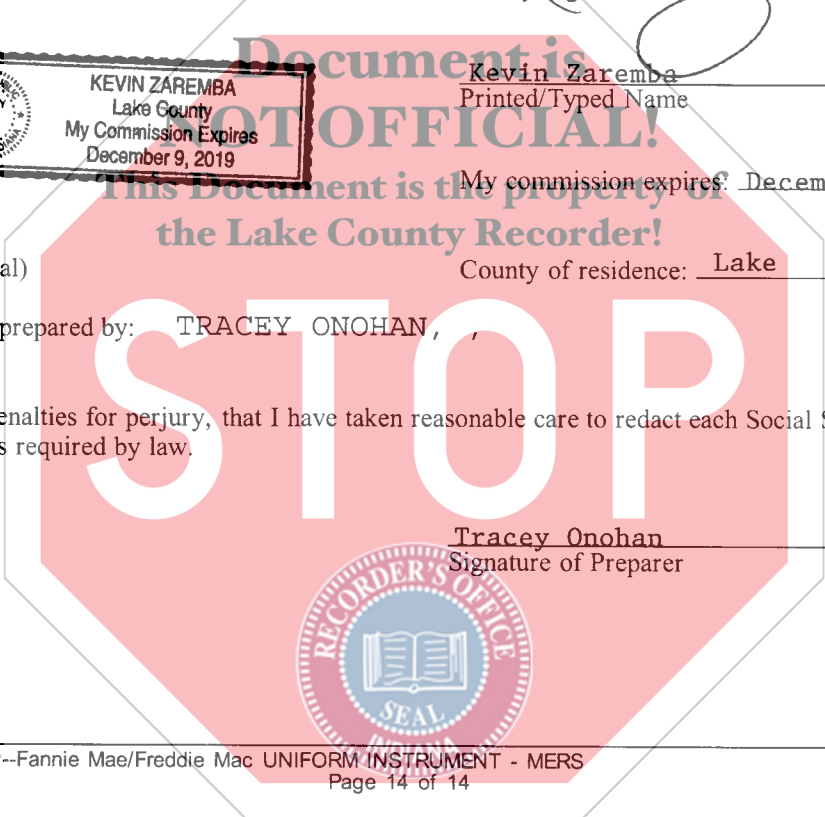 Document is
KEVIN ZAREMBA
Lake County
My Commission Expires
December 9, 2019
Kevin Zaremba
Printed/Typed Name
NOT OFFICIAL!
This Document is the property of
the Lake County Recorder!
My commission expires: Decem
al)
County of residence: Lake
prepared by: TRACEY ONOHAN, ,
STOP
enalties for perjury, that I have taken reasonable care to redact each Social S
s required by law.
Tracey Onohan
Signature of Preparer
RECORDER'S OFFICE
SEAL
INDIANA
--Fannie Mae/Freddie Mac UNIFORM INSTRUMENT - MERS
Page 14 of 14